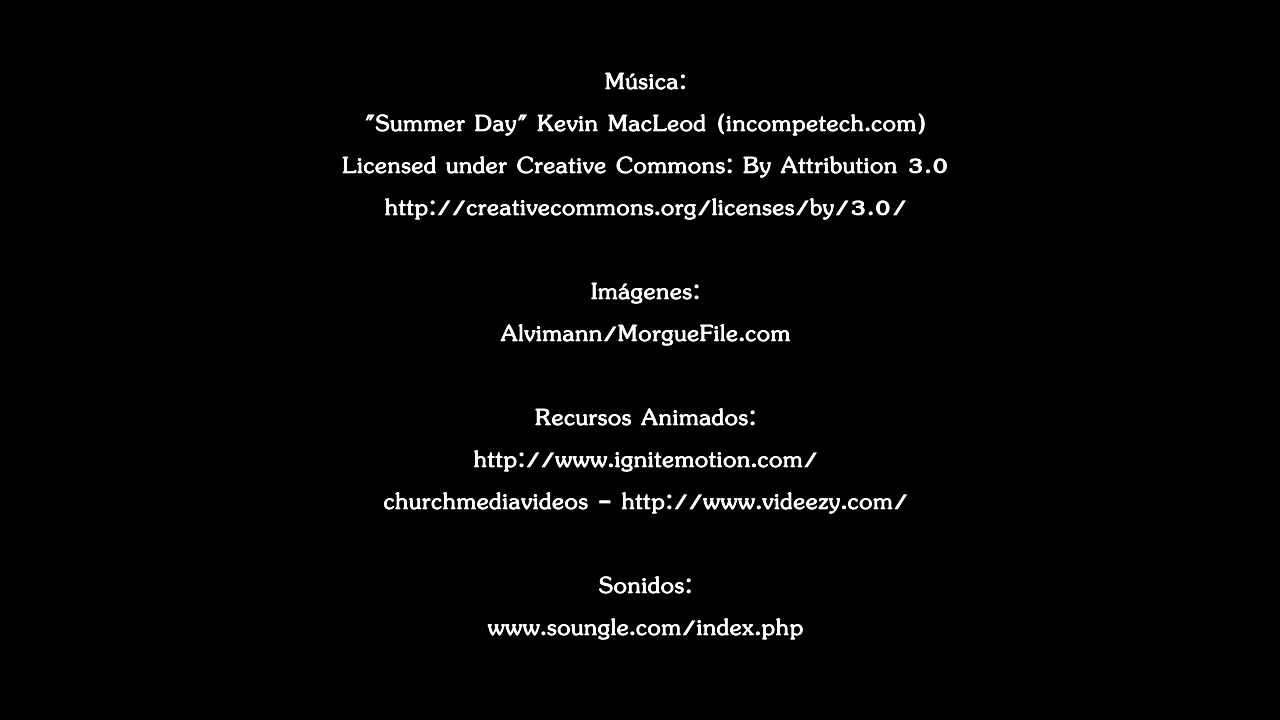 Música:
"Summer Day" Kevin MacLeod (incompetech.com)
Licensed under Creative Commons: By Attribution 3.0
http://creativecommons.org/licenses/by/3.0/
Imágenes:
Alvimann/MorgueFile.com
Recursos Animados:
http://www.ignitemotion.com/
churchmediavideos - http://www.videezy.com/
Sonidos:
www.soungle.com/index.php